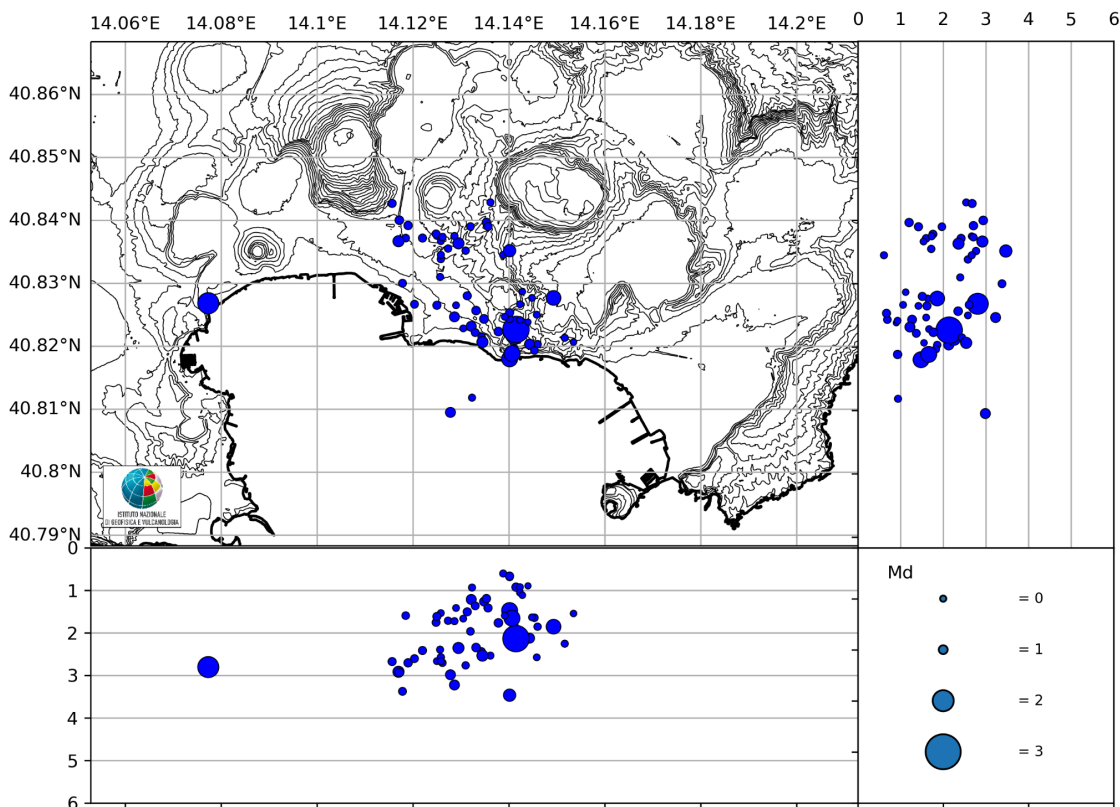 14.06°E 14.08°E 14.1°E 14.12°E 14.14°E 14.16°E 14.18°E 14.2°E 0 1 2 3 4 5 6
40.86°N
40.85°N
40.84°N
40.83°N
40.82°N
40.81°N
40.8°N
40.79°N
ISTITUTO NAZIONALE
DI GEOFISICA E VULCANOLOGIA
0
1
2
3
4
5
6
Md
= 0
= 1
= 2
= 3